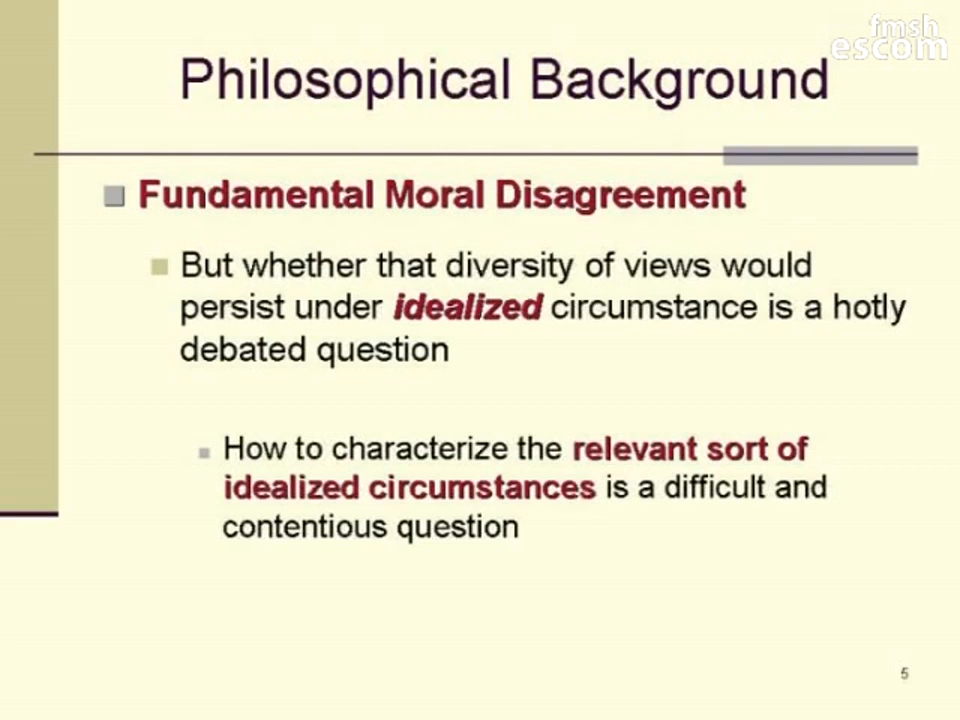 fmsh
escom
Philosophical Background
Fundamental Moral Disagreement
But whether that diversity of views would
persist under idealized circumstance is a hotly
debated question
How to characterize the relevant sort of
idealized circumstances is a difficult and
contentious question
5